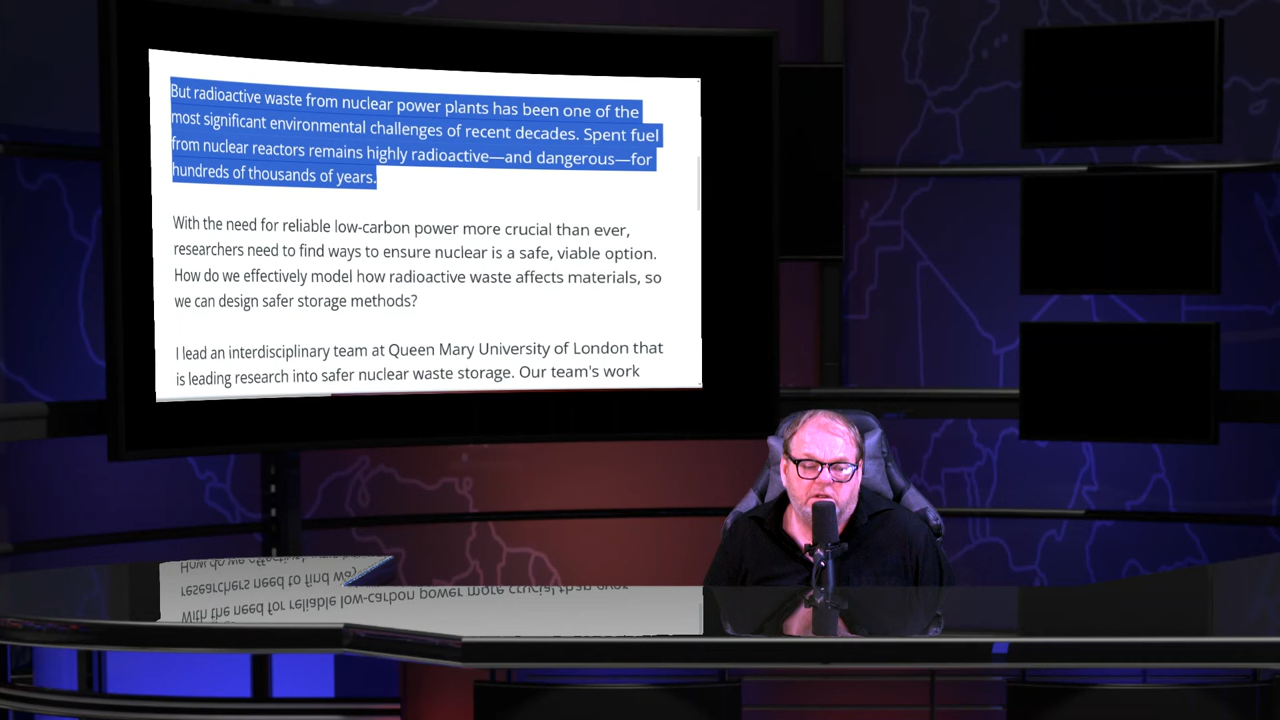 But radioactive waste from nuclear power plants has been one of the
most significant environmental challenges of recent decades. Spent fuel
from nuclear reactors remains highly radioactive—and dangerous—for
hundreds of thousands of years.
With the need for reliable low-carbon power more crucial than ever,
researchers need to find ways to ensure nuclear is a safe, viable option.
How do we effectively model how radioactive waste affects materials, so
we can design safer storage methods?
I lead an interdisciplinary team at Queen Mary University of London that
is leading research into safer nuclear waste storage. Our team's work